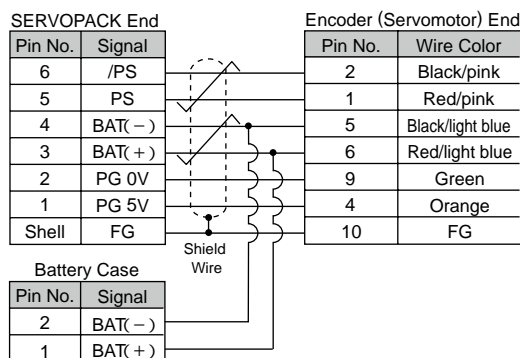 SERVOPACK End
Pin No. Signal
6 /PS
5 PS
4 BAT(−)
3 BAT(+)
2 PG 0V
1 PG 5V
Shell FG
Shield
Wire
Encoder (Servomotor) End
Pin No. Wire Color
2 Black/pink
1 Red/pink
5 Black/light blue
6 Red/light blue
9 Green
4 Orange
10 FG
Battery Case
Pin No. Signal
2 BAT(−)
1 BAT(+)